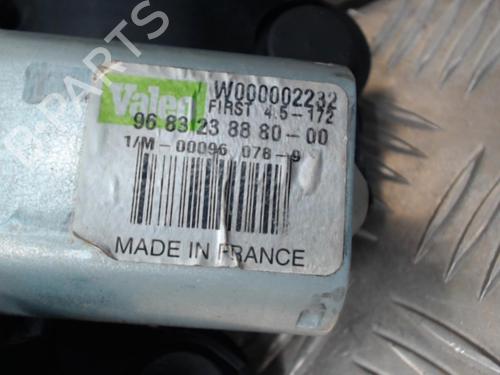 B-PARTS
Valeo
W000002232
FIRST 4.5-172
96 83 23 88 80-00
1/M-00096 078-9
MADE IN FRANCE